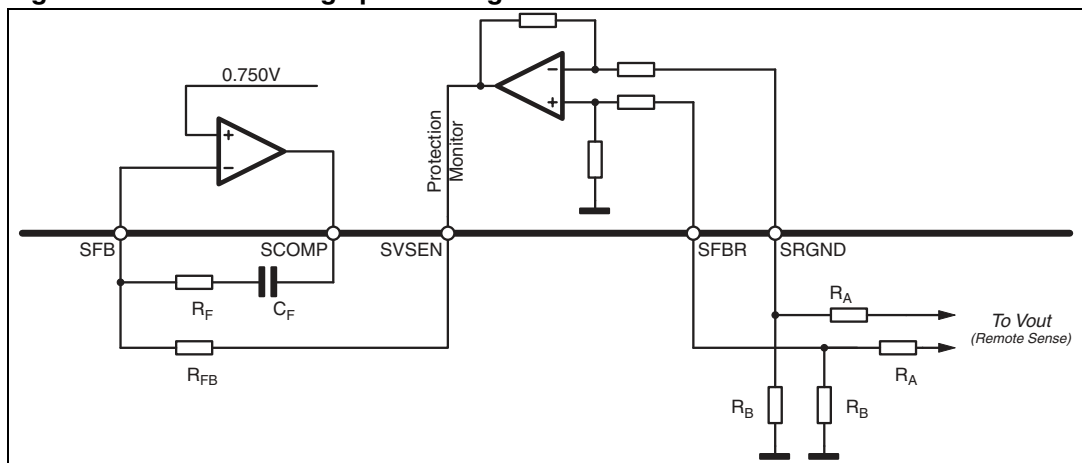 0.750V
+
−
−
+
Protection
Monitor
SFB
SCOMP
SVSEN
SFBR
SRGND
RF
CF
RFB
RA
To Vout
(Remote Sense)
RA
RB
RB